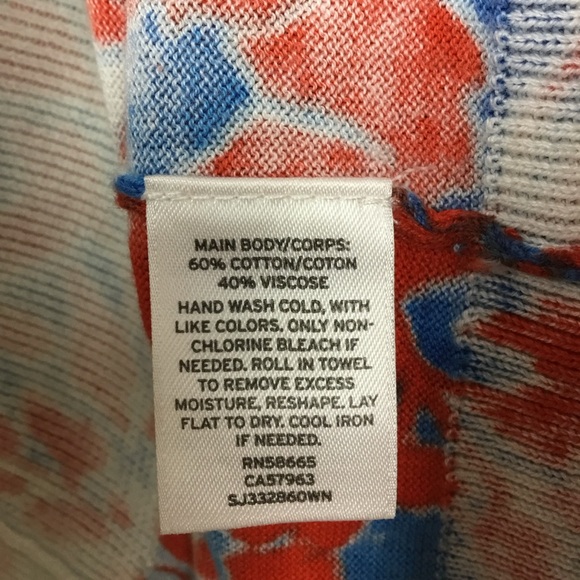 MAIN BODY/CORPS:
60% COTTON/COTON
40% VISCOSE
HAND WASH COLD, WITH
LIKE COLORS. ONLY NON-
CHLORINE BLEACH IF
NEEDED. ROLL IN TOWEL
TO REMOVE EXCESS
MOISTURE, RESHAPE. LAY
FLAT TO DRY. COOL IRON
IF NEEDED.
RN58665
CA57963
SJ332860WN